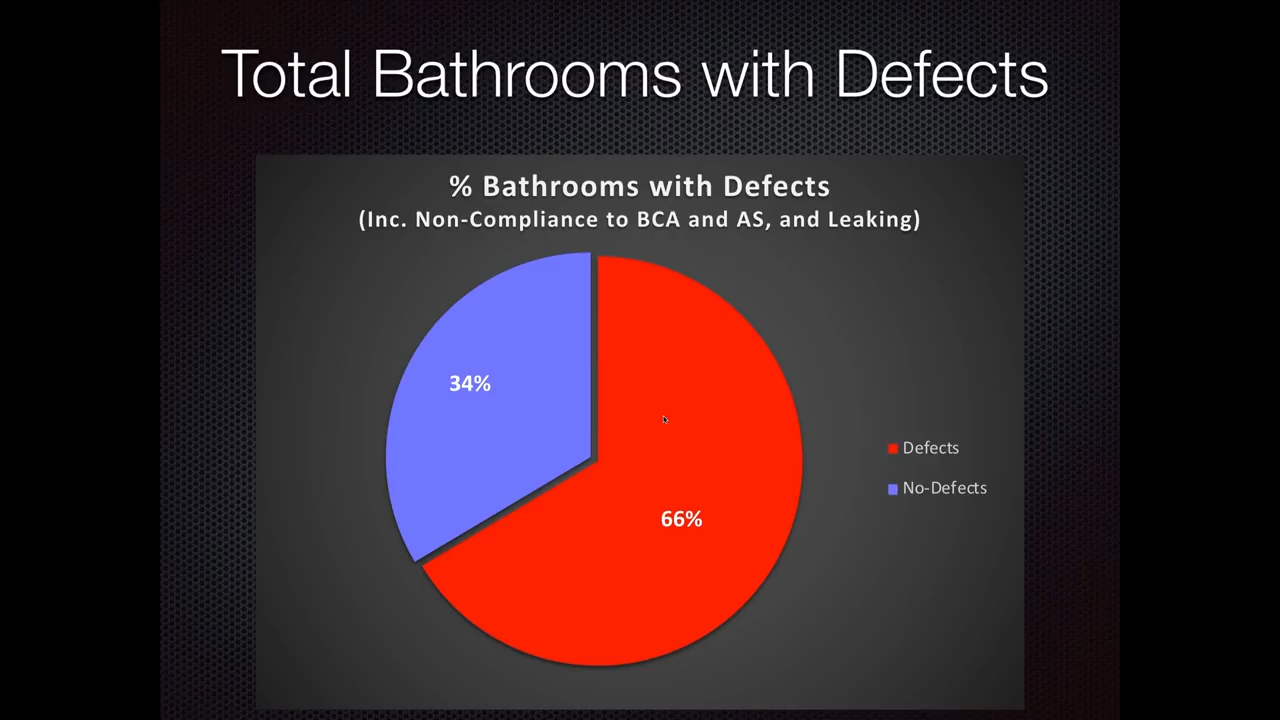 Total Bathrooms with Defects
% Bathrooms with Defects
(Inc. Non-Compliance to BCA and AS, and Leaking)
34%
66%
Defects
No-Defects